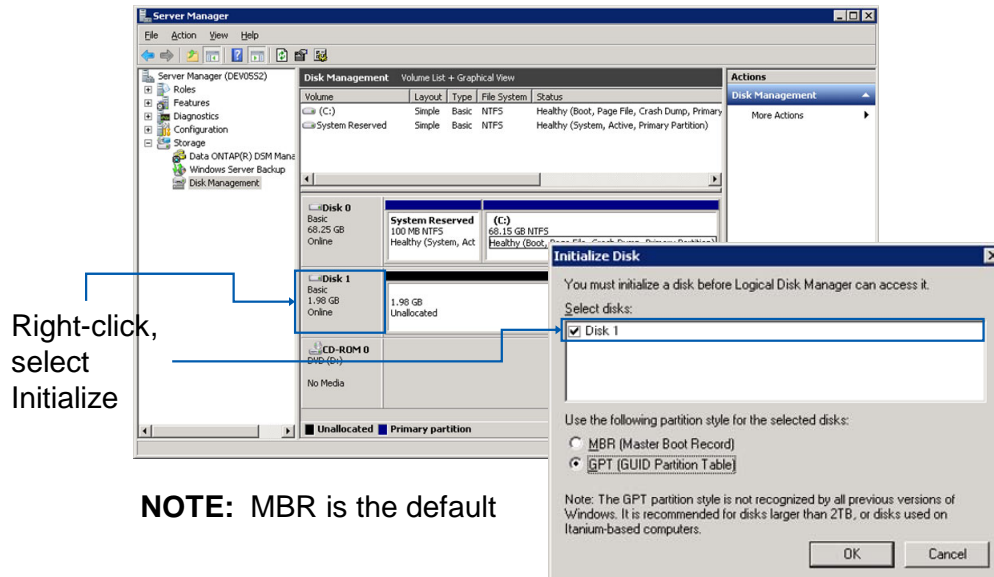 Server Manager
File Action View Help
Server Manager (DEV05S2)
Roles
Features
Diagnostics
Configuration
Storage
Data ONTAP(R) DSM Mana
Windows Server Backup
Disk Management
Disk Management Volume List + Graphical View
Volume Layout Type File System Status
(C:) Simple Basic NTFS Healthy (Boot, Page File, Crash Dump, Primary
System Reserved Simple Basic NTFS Healthy (System, Active, Primary Partition)
Actions
Disk Management
More Actions
Disk 0
Basic
68.25 GB
Online
System Reserved
100 MB NTFS
Healthy (System, Act
(C:)
68.15 GB NTFS
Healthy (Boot, Page File, Crash Dump, Primary Partition)
Disk 1
Basic
1.98 GB
Online
1.98 GB
Unallocated
CD-ROM 0
DVD (D:)
No Media
Unallocated Primary partition
Right-click,
select
Initialize
Initialize Disk
You must initialize a disk before Logical Disk Manager can access it.
Select disks:
Disk 1
Use the following partition style for the selected disks:
MBR (Master Boot Record)
GPT (GUID Partition Table)
Note: The GPT partition style is not recognized by all previous versions of
Windows. It is recommended for disks larger than 2TB, or disks used on
Itanium-based computers.
OK Cancel
NOTE: MBR is the default